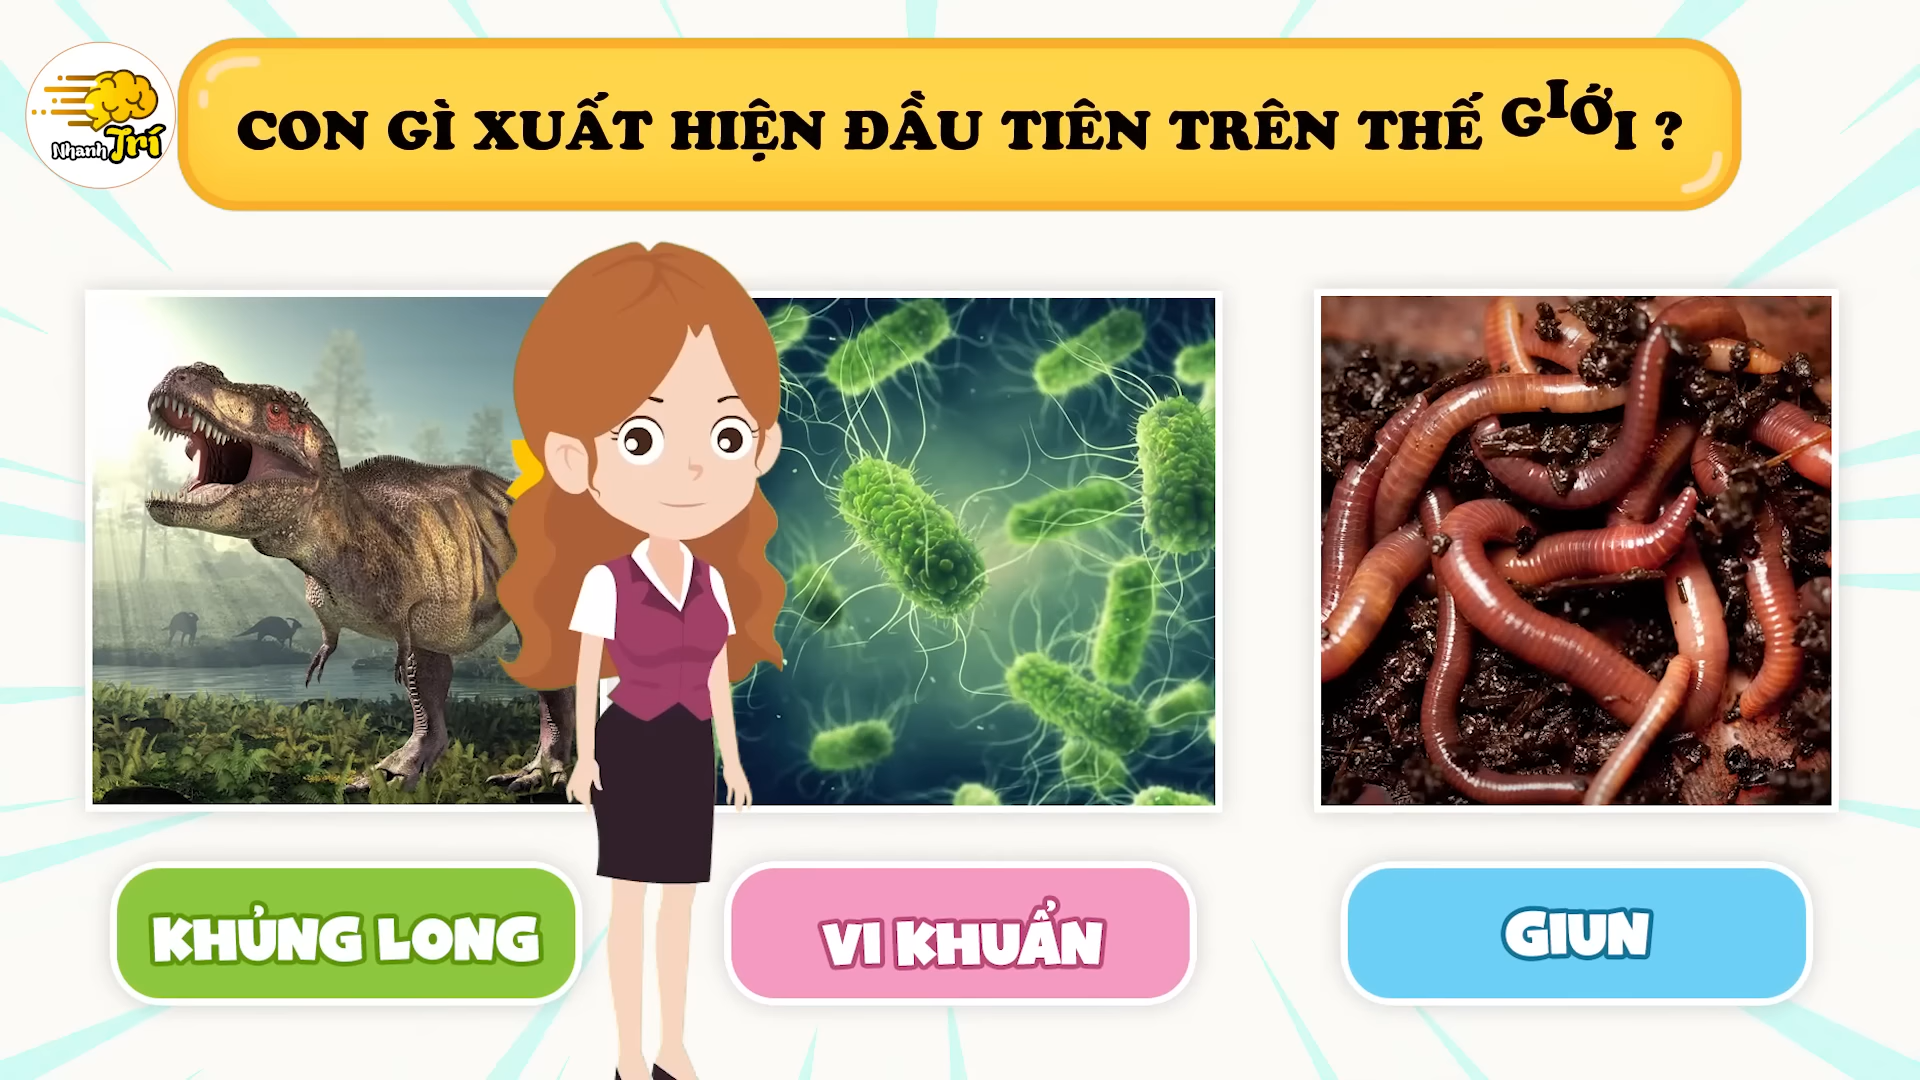 Nhanh Trí
CON GÌ XUẤT HIỆN ĐẦU TIÊN TRÊN THẾ GIỚI ?
KHỦNG LONG
VI KHUẨN
GIUN